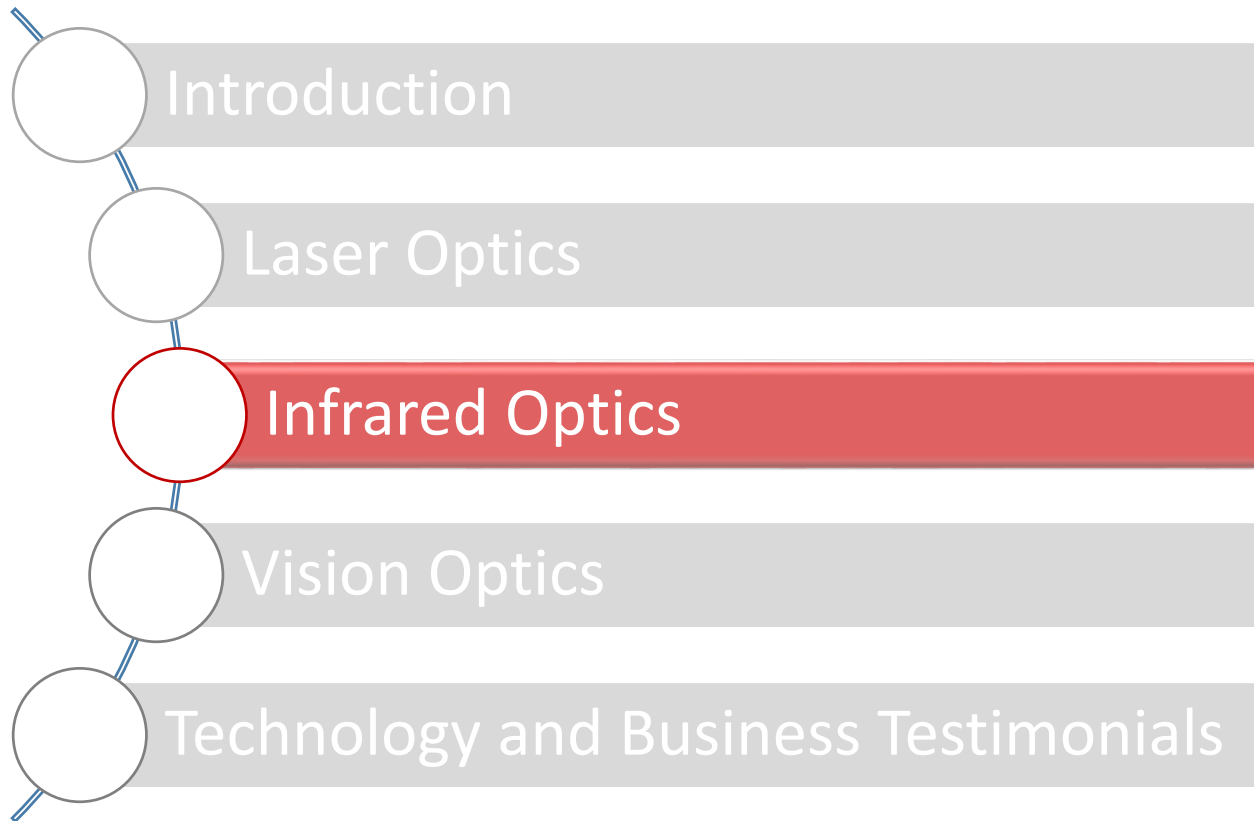 Introduction
Laser Optics
Infrared Optics
Vision Optics
Technology and Business Testimonials